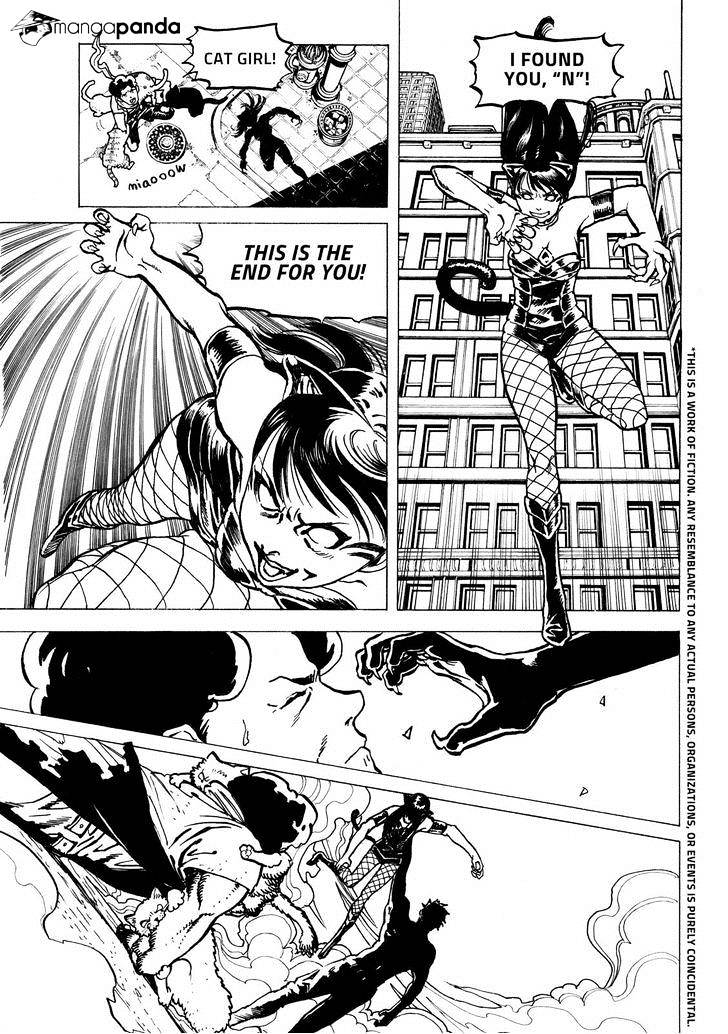 mangapanda
I FOUND
YOU, “N”!
CAT GIRL!
miaooow
THIS IS THE
END FOR YOU!
*THIS IS A WORK OF FICTION. ANY RESEMBLANCE TO ANY ACTUAL PERSONS, ORGANIZATIONS, OR EVENTS IS PURELY COINCIDENTAL.